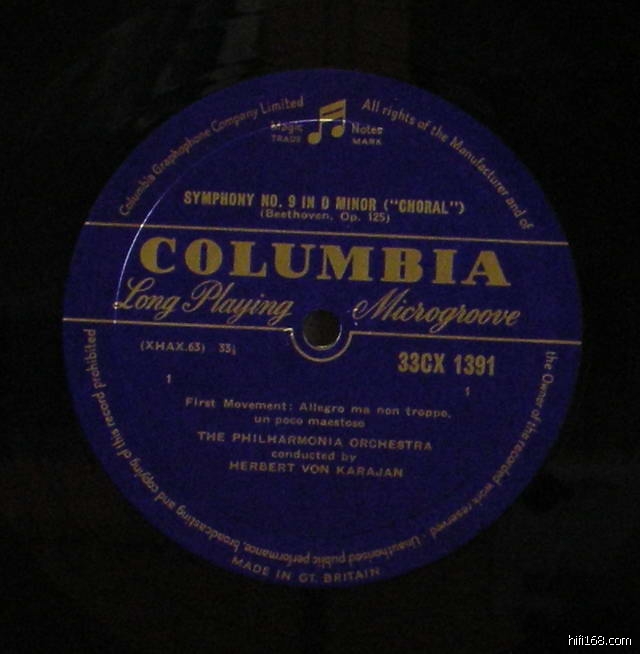 Columbia Graphophone Company Limited
All rights of the Manufacturer and of
the Owner of the recorded work reserved · Unauthorised public performance, broadcasting and copying of this record prohibited
Magic Notes
TRADE MARK
SYMPHONY NO. 9 IN D MINOR ("CHORAL")
(Beethoven, Op. 125)
COLUMBIA
Long Playing Microgroove
(XHAX.63) 33⅓
33CX 1391
1 1
First Movement: Allegro ma non troppo,
un poco maestoso
THE PHILHARMONIA ORCHESTRA
conducted by
HERBERT VON KARAJAN
MADE IN GT. BRITAIN
hifi168.com